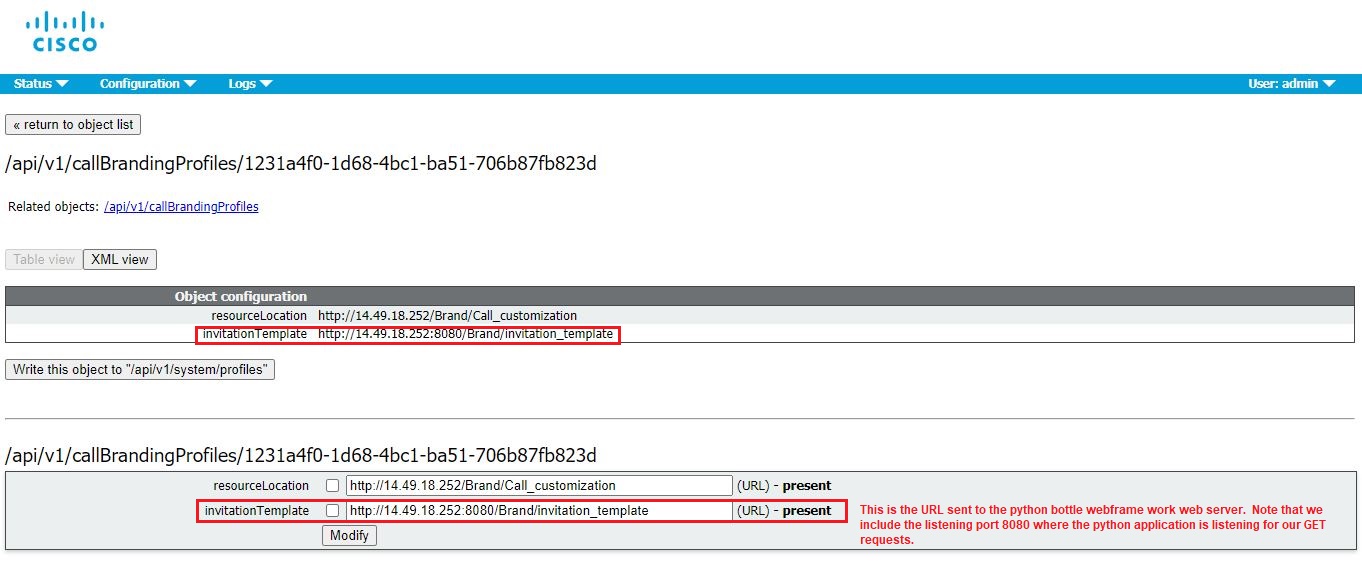 CISCO
Status Configuration Logs User: admin
« return to object list
/api/v1/callBrandingProfiles/1231a4f0-1d68-4bc1-ba51-706b87fb823d
Related objects: /api/v1/callBrandingProfiles
Table view XML view
Object configuration
resourceLocation http://14.49.18.252/Brand/Call_customization
invitationTemplate http://14.49.18.252:8080/Brand/invitation_template
Write this object to "/api/v1/system/profiles"
/api/v1/callBrandingProfiles/1231a4f0-1d68-4bc1-ba51-706b87fb823d
resourceLocation http://14.49.18.252/Brand/Call_customization (URL) - present
invitationTemplate http://14.49.18.252:8080/Brand/invitation_template (URL) - present
This is the URL sent to the python bottle webframe work web server. Note that we
include the listening port 8080 where the python application is listening for our GET
requests.
Modify